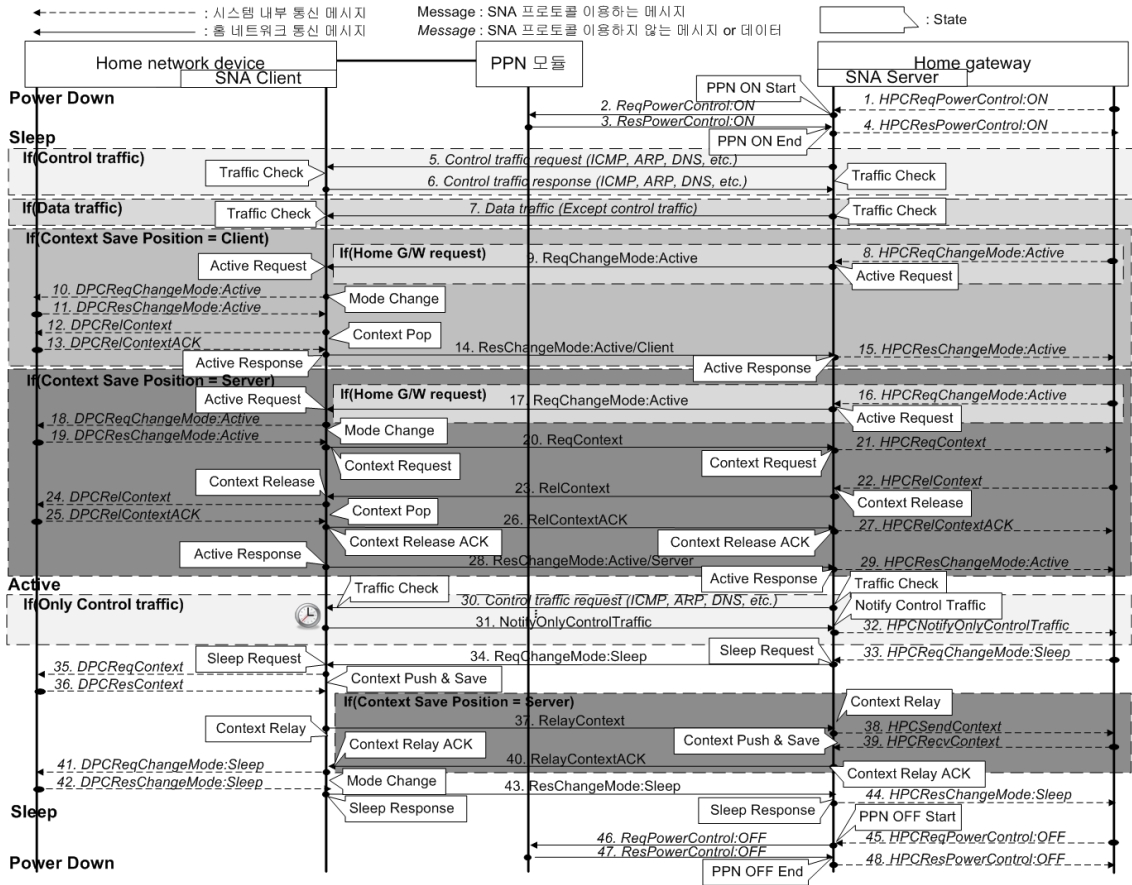 : 시스템 내부 통신 메시지
Message : SNA 프로토콜 이용하는 메시지
: State
: 홈 네트워크 통신 메시지
Message : SNA 프로토콜 이용하지 않는 메시지 or 데이터
Home network device
SNA Client
PPN 모듈
Home gateway
SNA Server
Power Down
PPN ON Start
1. HPCReqPowerControl:ON
2. ReqPowerControl:ON
3. ResPowerControl:ON
4. HPCResPowerControl:ON
PPN ON End
Sleep
If(Control traffic)
5. Control traffic request (ICMP, ARP, DNS, etc.)
Traffic Check
Traffic Check
6. Control traffic response (ICMP, ARP, DNS, etc.)
If(Data traffic)
Traffic Check
7. Data traffic (Except control traffic)
Traffic Check
If(Context Save Position = Client)
If(Home G/W request)
8. HPCReqChangeMode:Active
Active Request
9. ReqChangeMode:Active
Active Request
10. DPCReqChangeMode:Active
Mode Change
11. DPCResChangeMode:Active
12. DPCRelContext
Context Pop
13. DPCRelContextACK
14. ResChangeMode:Active/Client
15. HPCResChangeMode:Active
Active Response
Active Response
If(Context Save Position = Server)
Active Request
If(Home G/W request)
16. HPCReqChangeMode:Active
17. ReqChangeMode:Active
Active Request
18. DPCReqChangeMode:Active
Mode Change
19. DPCResChangeMode:Active
20. ReqContext
21. HPCReqContext
Context Request
Context Request
Context Release
22. HPCRelContext
23. RelContext
24. DPCRelContext
Context Release
Context Pop
25. DPCRelContextACK
26. RelContextACK
27. HPCRelContextACK
Context Release ACK
Context Release ACK
Active Response
28. ResChangeMode:Active/Server
29. HPCResChangeMode:Active
Active Response
Active
Traffic Check
Traffic Check
If(Only Control traffic)
30. Control traffic request (ICMP, ARP, DNS, etc.)
Notify Control Traffic
31. NotifyOnlyControlTraffic
32. HPCNotifyOnlyControlTraffic
Sleep Request
34. ReqChangeMode:Sleep
Sleep Request
33. HPCReqChangeMode:Sleep
35. DPCReqContext
Context Push & Save
36. DPCResContext
If(Context Save Position = Server)
Context Relay
Context Relay
37. RelayContext
38. HPCSendContext
Context Relay ACK
Context Push & Save
39. HPCRecvContext
40. RelayContextACK
41. DPCReqChangeMode:Sleep
Context Relay ACK
Mode Change
42. DPCResChangeMode:Sleep
43. ResChangeMode:Sleep
44. HPCResChangeMode:Sleep
Sleep Response
Sleep Response
Sleep
PPN OFF Start
45. HPCReqPowerControl:OFF
46. ReqPowerControl:OFF
47. ResPowerControl:OFF
48. HPCResPowerControl:OFF
PPN OFF End
Power Down